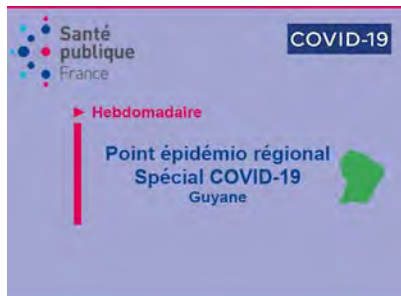 Santé
publique
France
COVID-19
Hebdomadaire
Point épidémio régional
Spécial COVID-19
Guyane